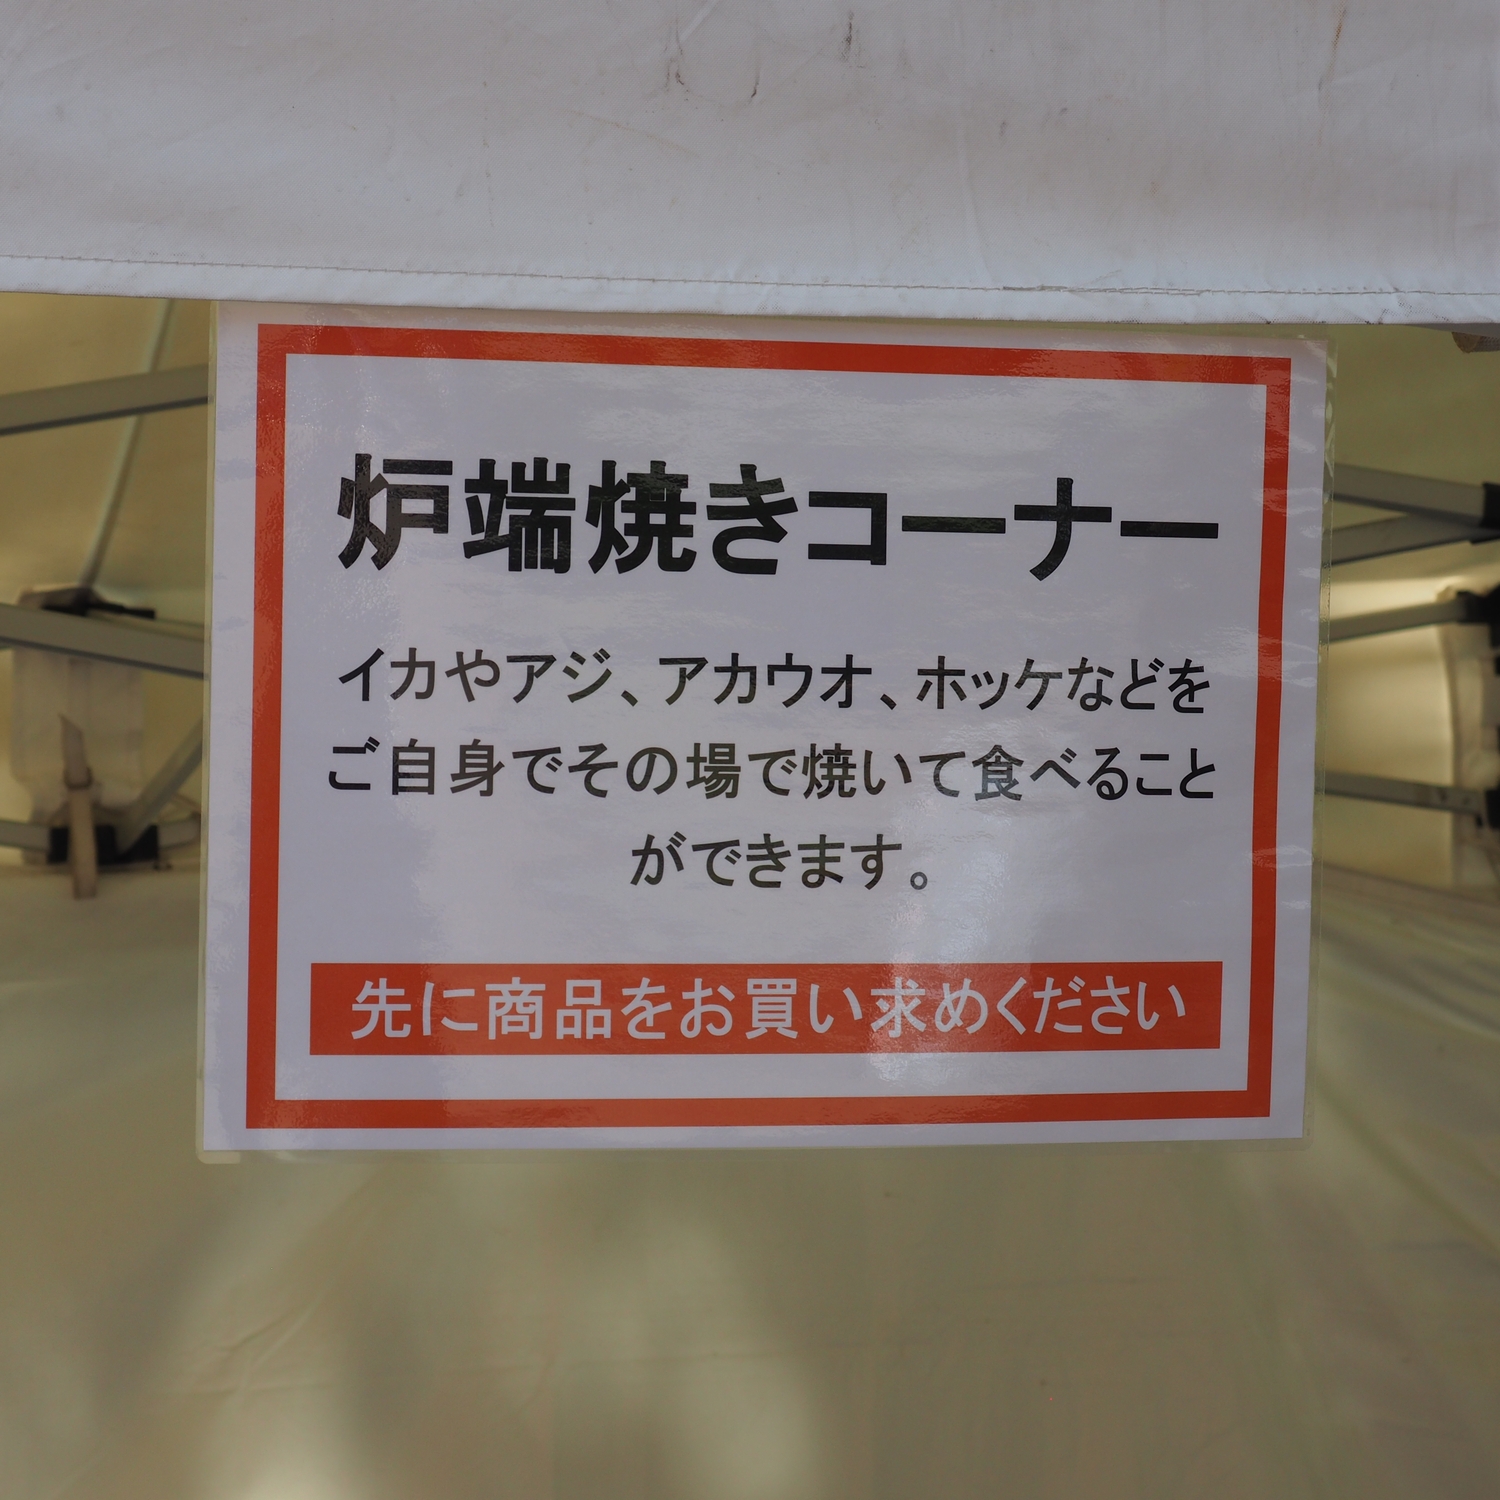 炉端焼きコーナー
イカやアジ、アカウオ、ホッケなどを
ご自身でその場で焼いて食べること
ができます。
先に商品をお買い求めください